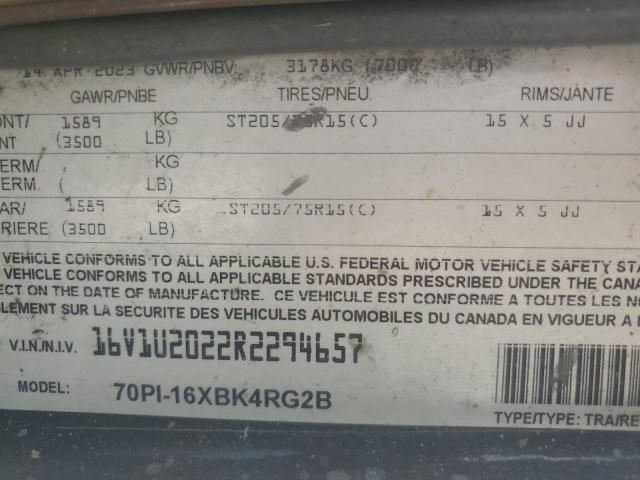 14 APR 2023 GVWR/PNBV: 3178KG (7000 LB)
GAWR/PNBE TIRES/PNEU. RIMS/JANTE
ONT/ 1589 KG ST205/75R15(C) 15 X 5 JJ
NT (3500 LB)
ERM/ KG
ERM. ( LB)
AR/ 1589 KG ST205/75R15(C) 15 X 5 JJ
RRIERE (3500 LB)
VEHICLE CONFORMS TO ALL APPLICABLE U.S. FEDERAL MOTOR VEHICLE SAFETY STA
VEHICLE CONFORMS TO ALL APPLICABLE STANDARDS PRESCRIBED UNDER THE CANA
ECT ON THE DATE OF MANUFACTURE. CE VEHICULE EST CONFORME A TOUTES LES N
GLEMENT SUR LA SECURITE DES VEHICULES AUTOMOBILES DU CANADA EN VIGUEUR A
V.I.N./N.I.V. 16V1U2022R2294657
MODEL: 70PI-16XBK4RG2B
TYPE/TYPE: TRA/RE